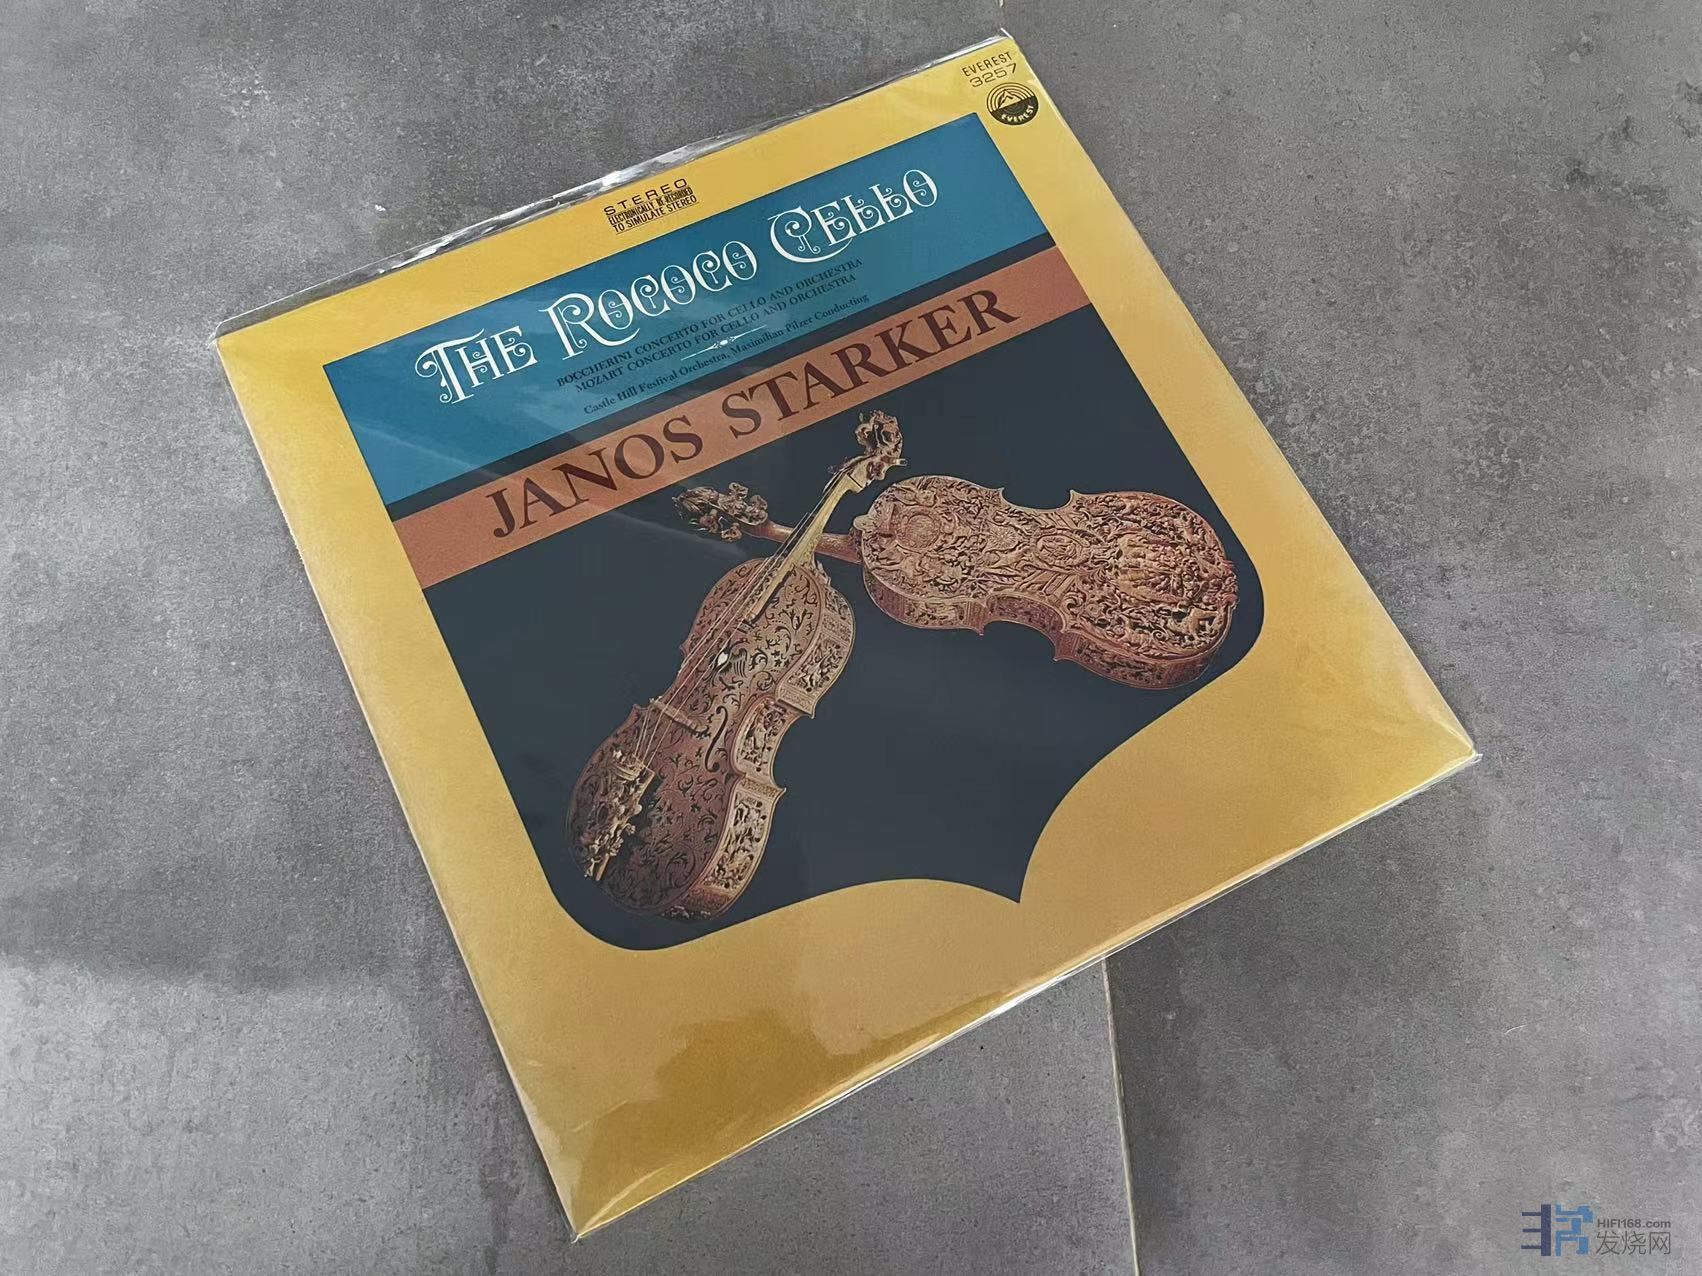 EVEREST
3257
EVEREST
STEREO
ELECTRONICALLY RE-RECORDED
TO SIMULATE STEREO
THE ROCOCO CELLO
BOCCHERINI CONCERTO FOR CELLO AND ORCHESTRA
MOZART CONCERTO FOR CELLO AND ORCHESTRA
Castle Hill Festival Orchestra, Maximilian Pilzer Conducting
JANOS STARKER
HIFI168.com
发烧网